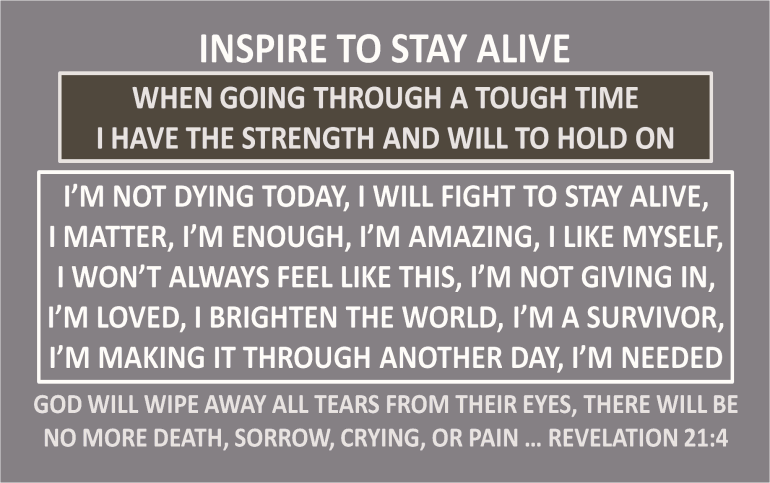 INSPIRE TO STAY ALIVE
WHEN GOING THROUGH A TOUGH TIME
I HAVE THE STRENGTH AND WILL TO HOLD ON
I’M NOT DYING TODAY, I WILL FIGHT TO STAY ALIVE,
I MATTER, I’M ENOUGH, I’M AMAZING, I LIKE MYSELF,
I WON’T ALWAYS FEEL LIKE THIS, I’M NOT GIVING IN,
I’M LOVED, I BRIGHTEN THE WORLD, I’M A SURVIVOR,
I’M MAKING IT THROUGH ANOTHER DAY, I’M NEEDED
GOD WILL WIPE AWAY ALL TEARS FROM THEIR EYES, THERE WILL BE
NO MORE DEATH, SORROW, CRYING, OR PAIN ... REVELATION 21:4